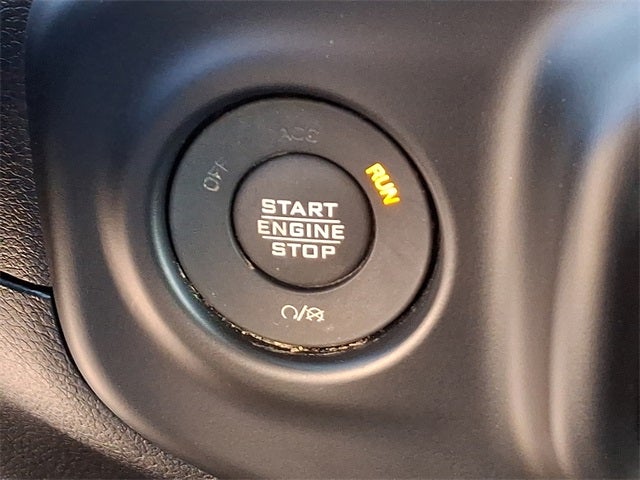 ACC
OFF
RUN
START
ENGINE
STOP